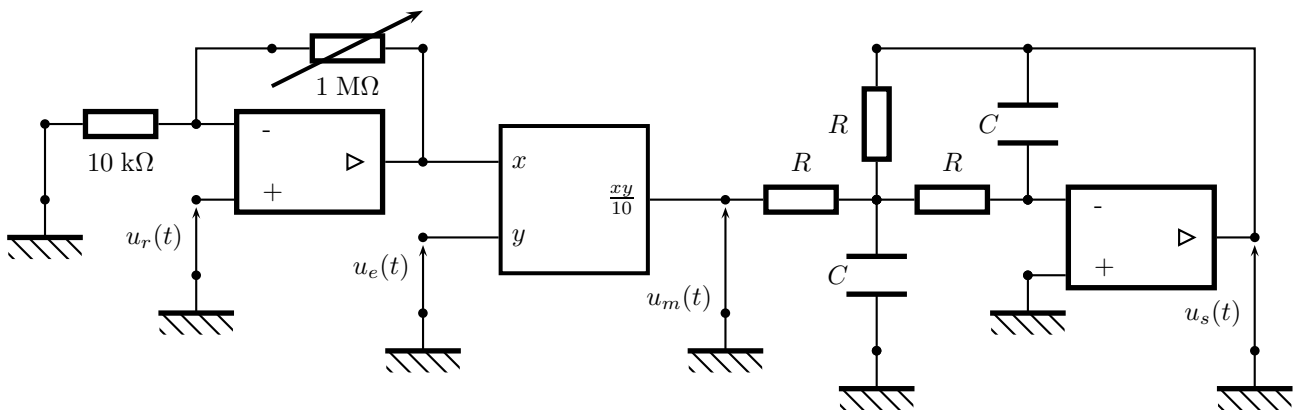 1 MΩ
10 kΩ
-
+
u_r(t)
u_e(t)
x
y
xy/10
u_m(t)
R
R
R
C
C
-
+
u_s(t)